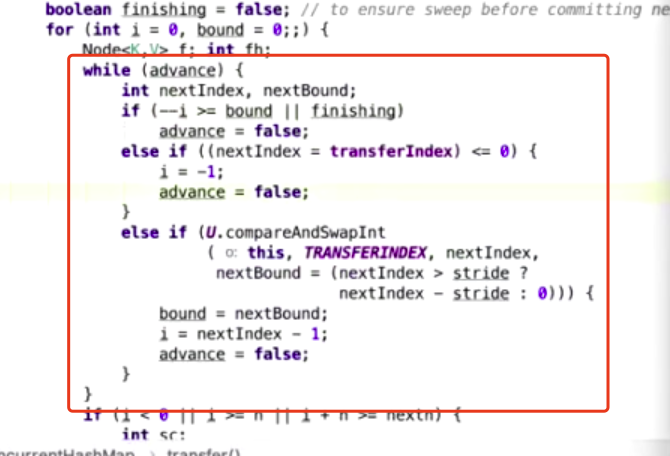 boolean finishing = false; // to ensure sweep before committing ne
for (int i = 0, bound = 0;;) {
Node<K,V> f; int fh;
while (advance) {
int nextIndex, nextBound;
if (--i >= bound || finishing)
advance = false;
else if ((nextIndex = transferIndex) <= 0) {
i = -1;
advance = false;
}
else if (U.compareAndSwapInt
( o: this, TRANSFERINDEX, nextIndex,
nextBound = (nextIndex > stride ?
nextIndex - stride : 0))) {
bound = nextBound;
i = nextIndex - 1;
advance = false;
}
}
if (i < 0 || i >= n || i + n >= nextn) {
int sc;
ncurrentHashMap > transfer()